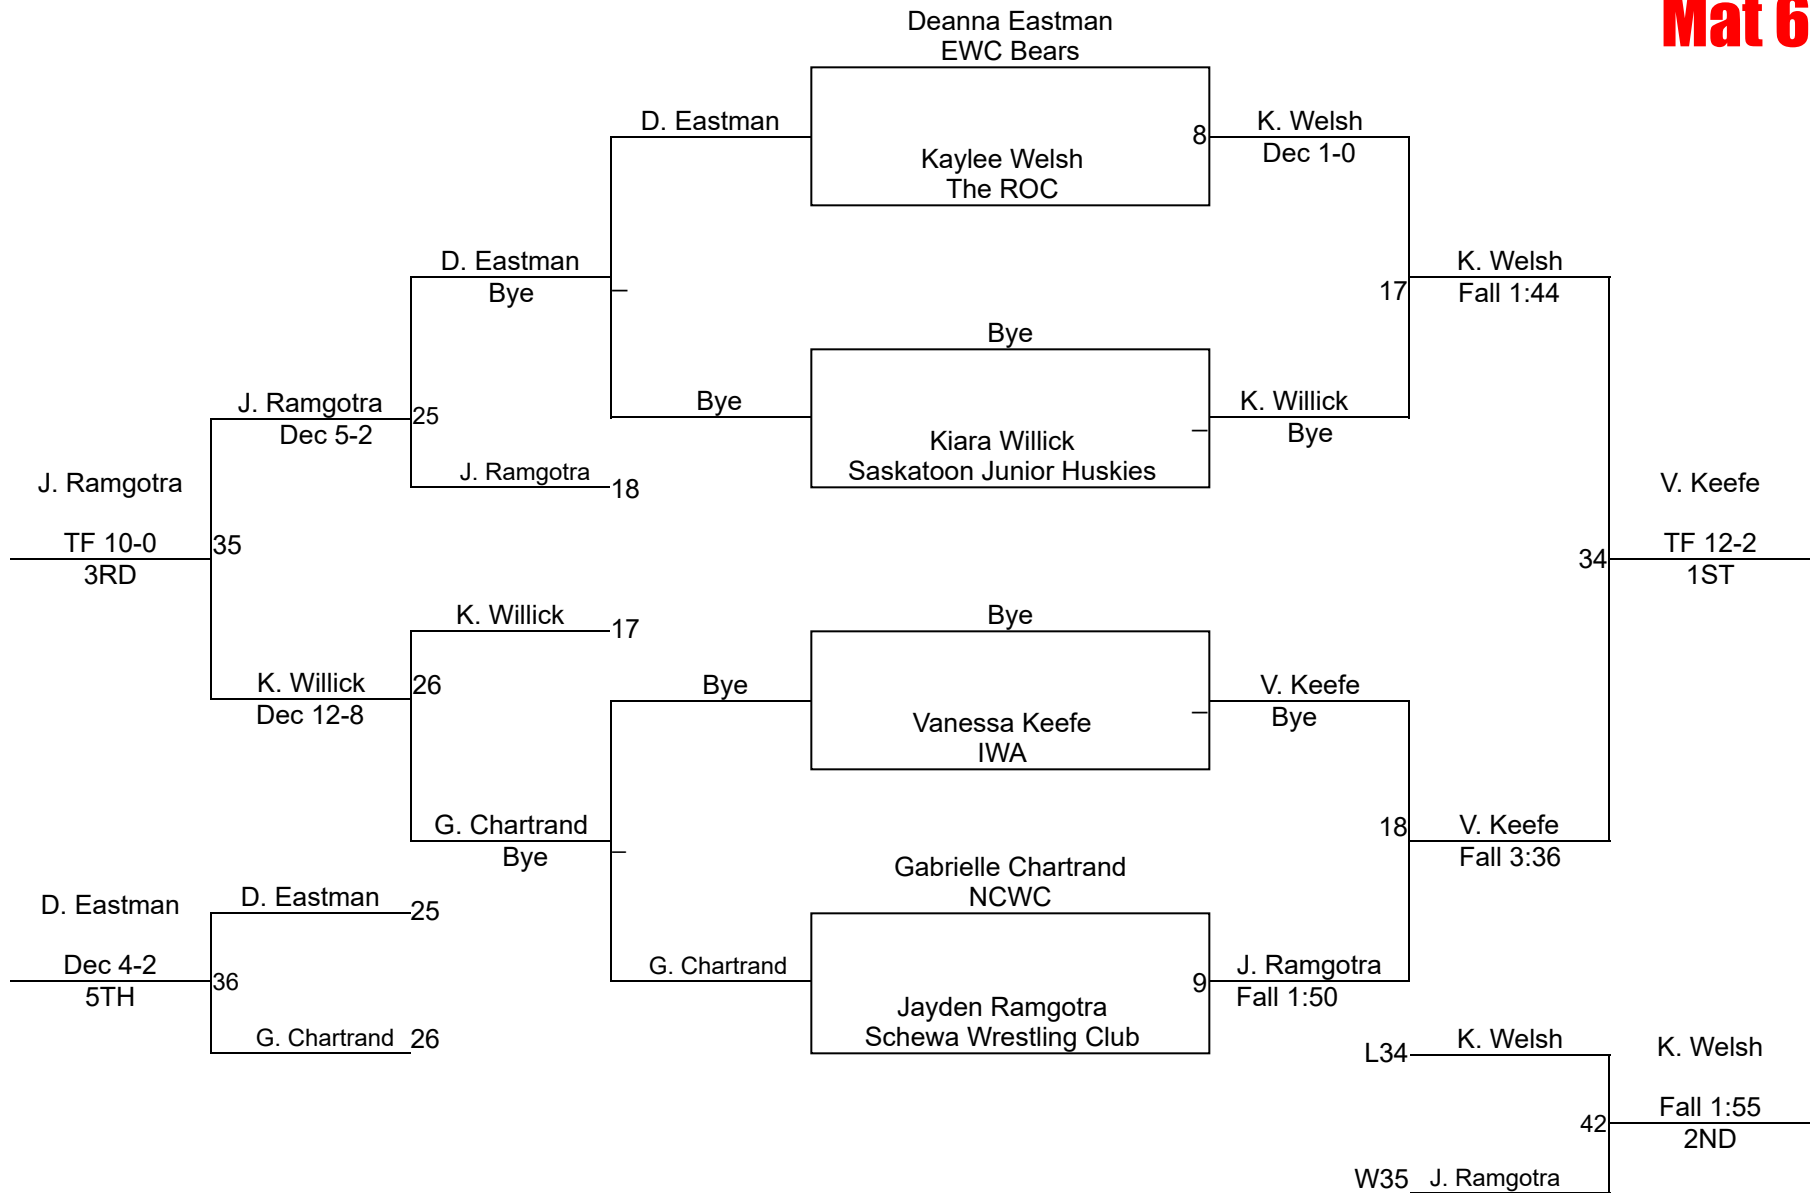 Mat 6
Deanna Eastman
EWC Bears
D. Eastman
8
K. Welsh
Dec 1-0
Kaylee Welsh
The ROC
D. Eastman
Bye
17
K. Welsh
Fall 1:44
Bye
J. Ramgotra
Dec 5-2
25
Bye
K. Willick
Bye
Kiara Willick
Saskatoon Junior Huskies
J. Ramgotra
18
J. Ramgotra
TF 10-0
3RD
35
V. Keefe
34
TF 12-2
1ST
K. Willick
17
Bye
K. Willick
Dec 12-8
26
Bye
V. Keefe
Bye
Vanessa Keefe
IWA
G. Chartrand
Bye
18
V. Keefe
Fall 3:36
Gabrielle Chartrand
NCWC
D. Eastman
Dec 4-2
5TH
D. Eastman
25
36
G. Chartrand
26
G. Chartrand
9
J. Ramgotra
Fall 1:50
Jayden Ramgotra
Schewa Wrestling Club
L34
K. Welsh
K. Welsh
42
Fall 1:55
2ND
W35
J. Ramgotra